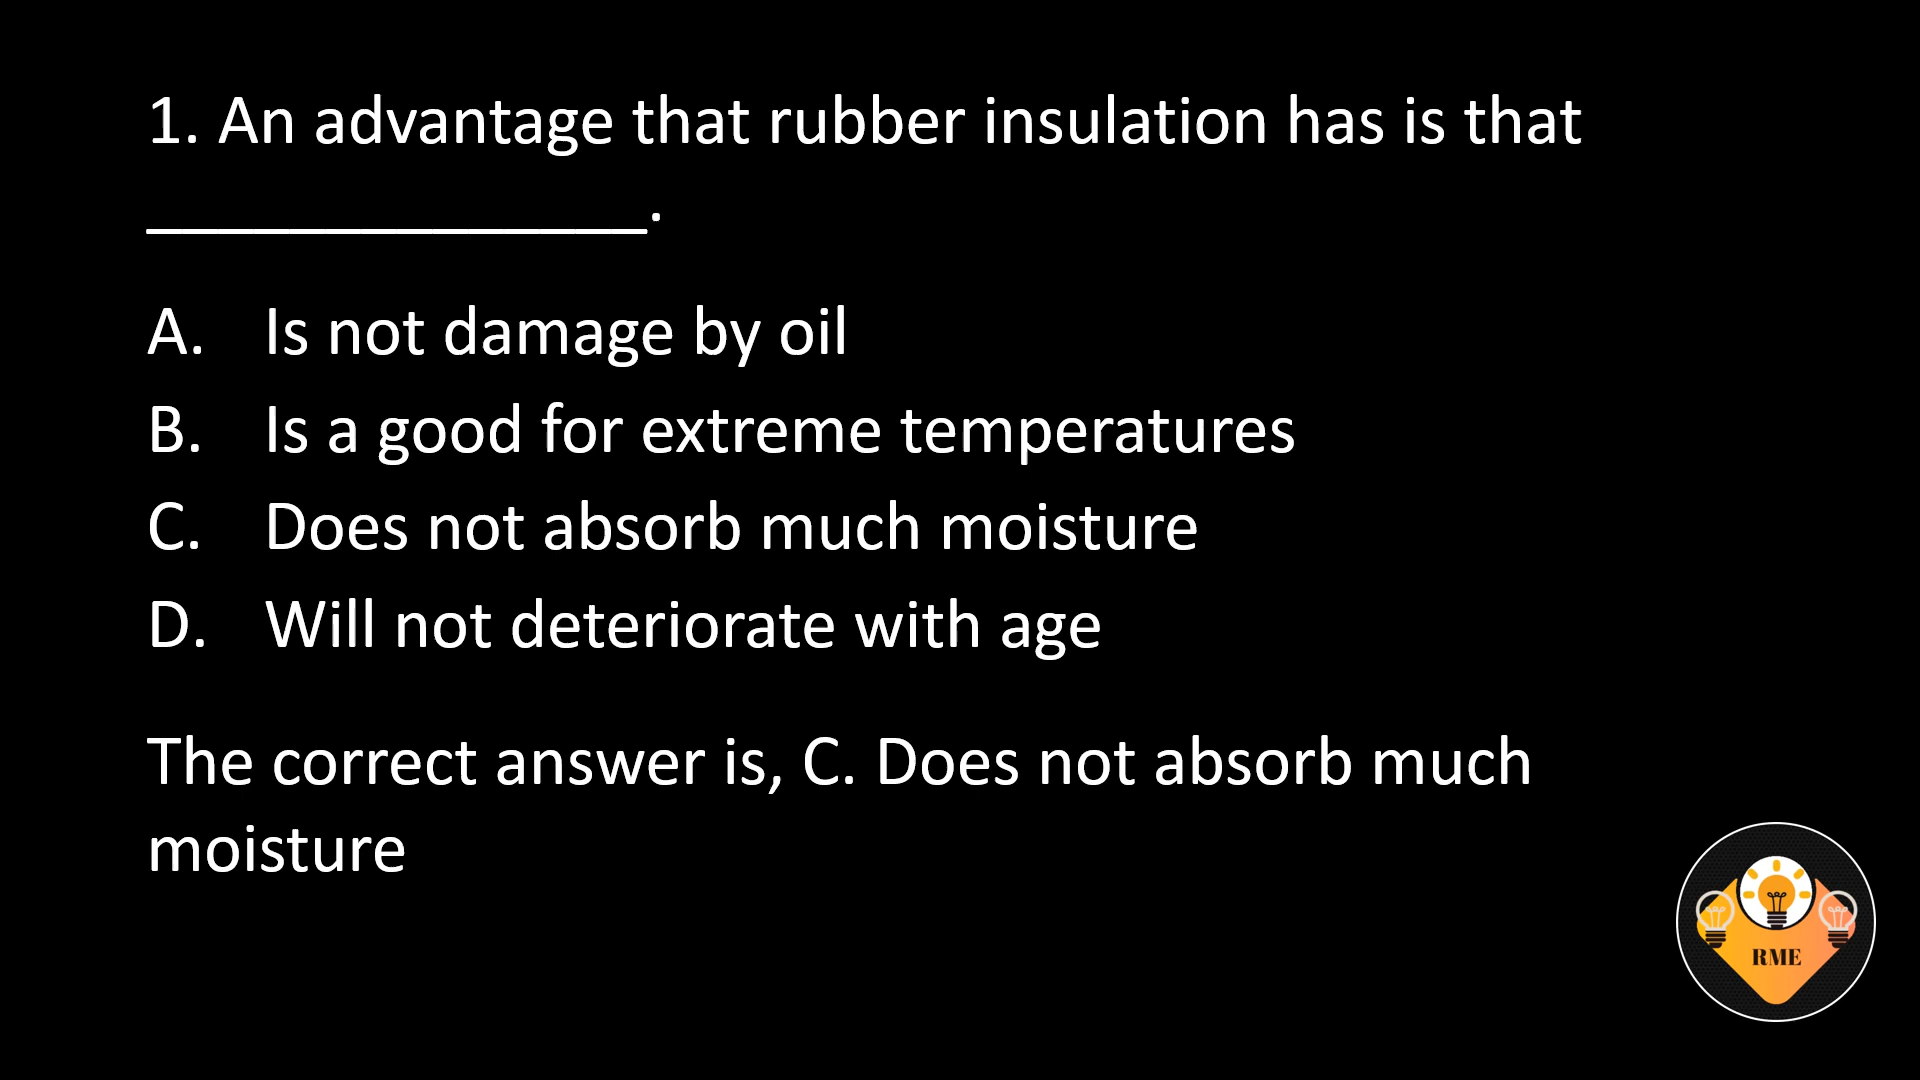 1. An advantage that rubber insulation has is that
_______________.
A. Is not damage by oil
B. Is a good for extreme temperatures
C. Does not absorb much moisture
D. Will not deteriorate with age
The correct answer is, C. Does not absorb much
moisture
RME